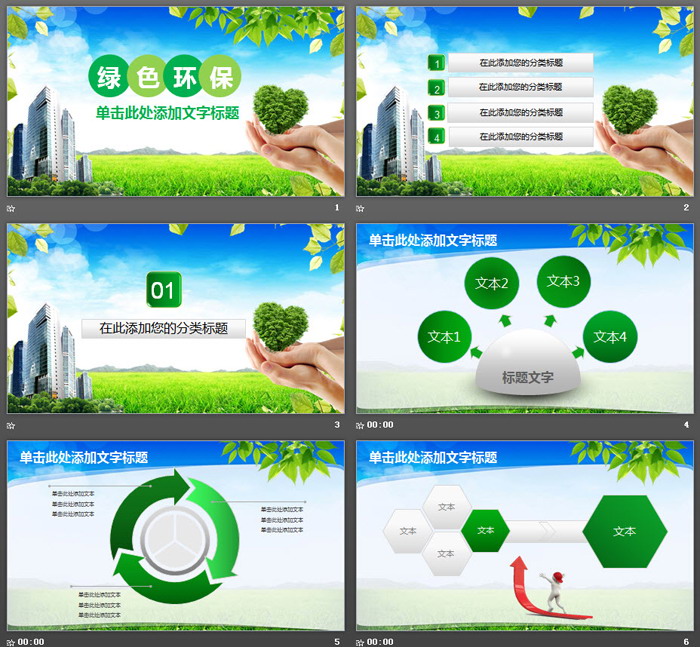 绿色环保
单击此处添加文字标题
1
1 在此添加您的分类标题
2 在此添加您的分类标题
3 在此添加您的分类标题
4 在此添加您的分类标题
2
01
在此添加您的分类标题
3
单击此处添加文字标题
文本1
文本2
文本3
文本4
标题文字
00:00
4
单击此处添加文字标题
单击此处添加文本
单击此处添加文本
单击此处添加文本
单击此处添加文本
单击此处添加文本
单击此处添加文本
单击此处添加文本
单击此处添加文本
单击此处添加文本
00:00
5
单击此处添加文字标题
文本
文本
文本
文本
文本
00:00
6